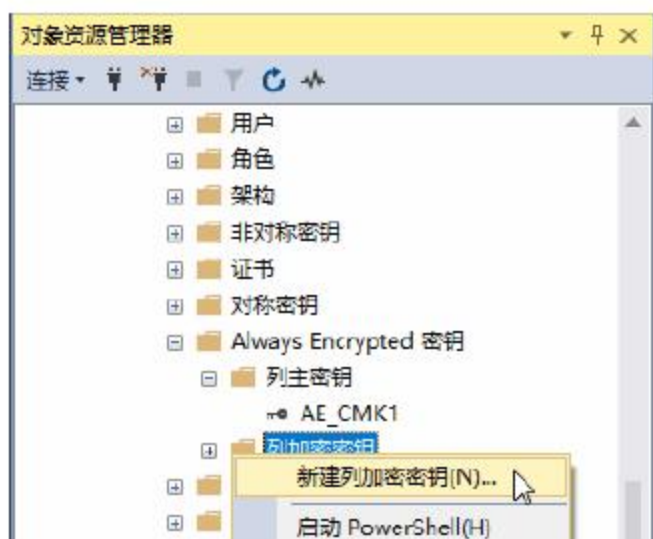 对象资源管理器
连接
用户
角色
架构
非对称密钥
证书
对称密钥
Always Encrypted 密钥
列主密钥
AE_CMK1
列加密密钥
新建列加密密钥(N)...
启动 PowerShell(H)